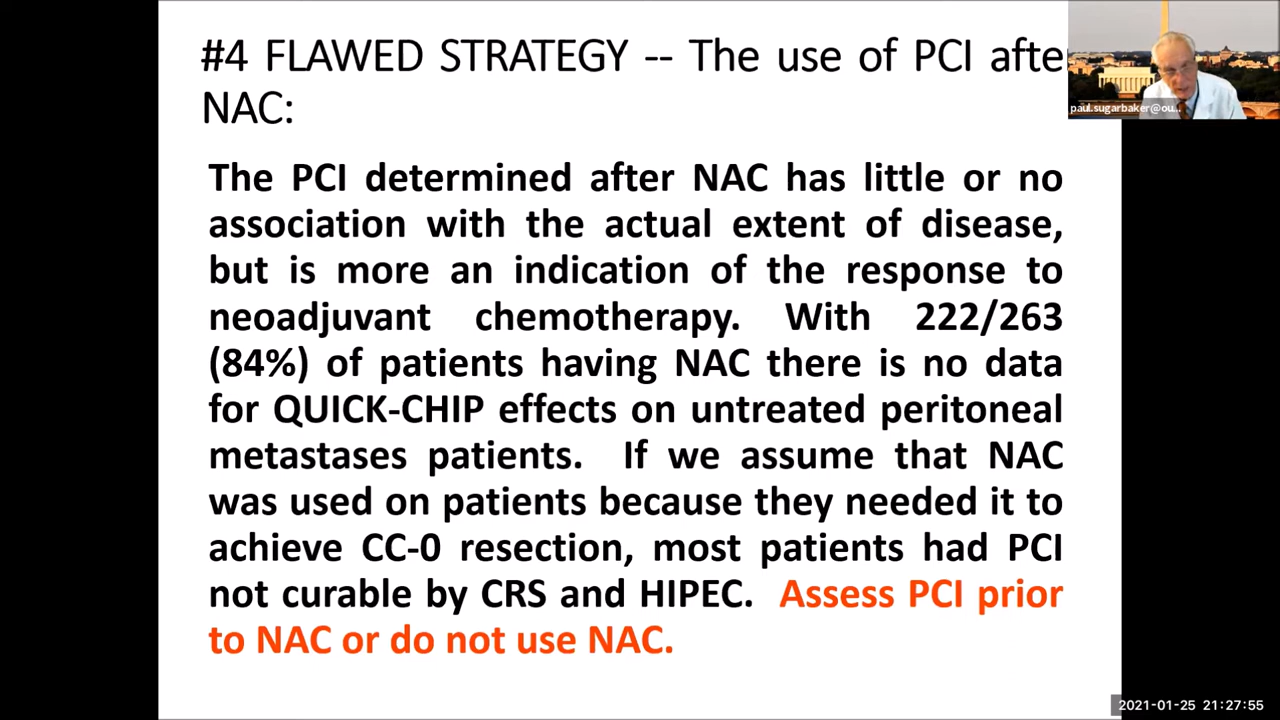 #4 FLAWED STRATEGY -- The use of PCI afte
NAC:
paul.sugarbaker@ou...
The PCI determined after NAC has little or no
association with the actual extent of disease,
but is more an indication of the response to
neoadjuvant chemotherapy. With 222/263
(84%) of patients having NAC there is no data
for QUICK-CHIP effects on untreated peritoneal
metastases patients. If we assume that NAC
was used on patients because they needed it to
achieve CC-0 resection, most patients had PCI
not curable by CRS and HIPEC. Assess PCI prior
to NAC or do not use NAC.
2021-01-25 21:27:55